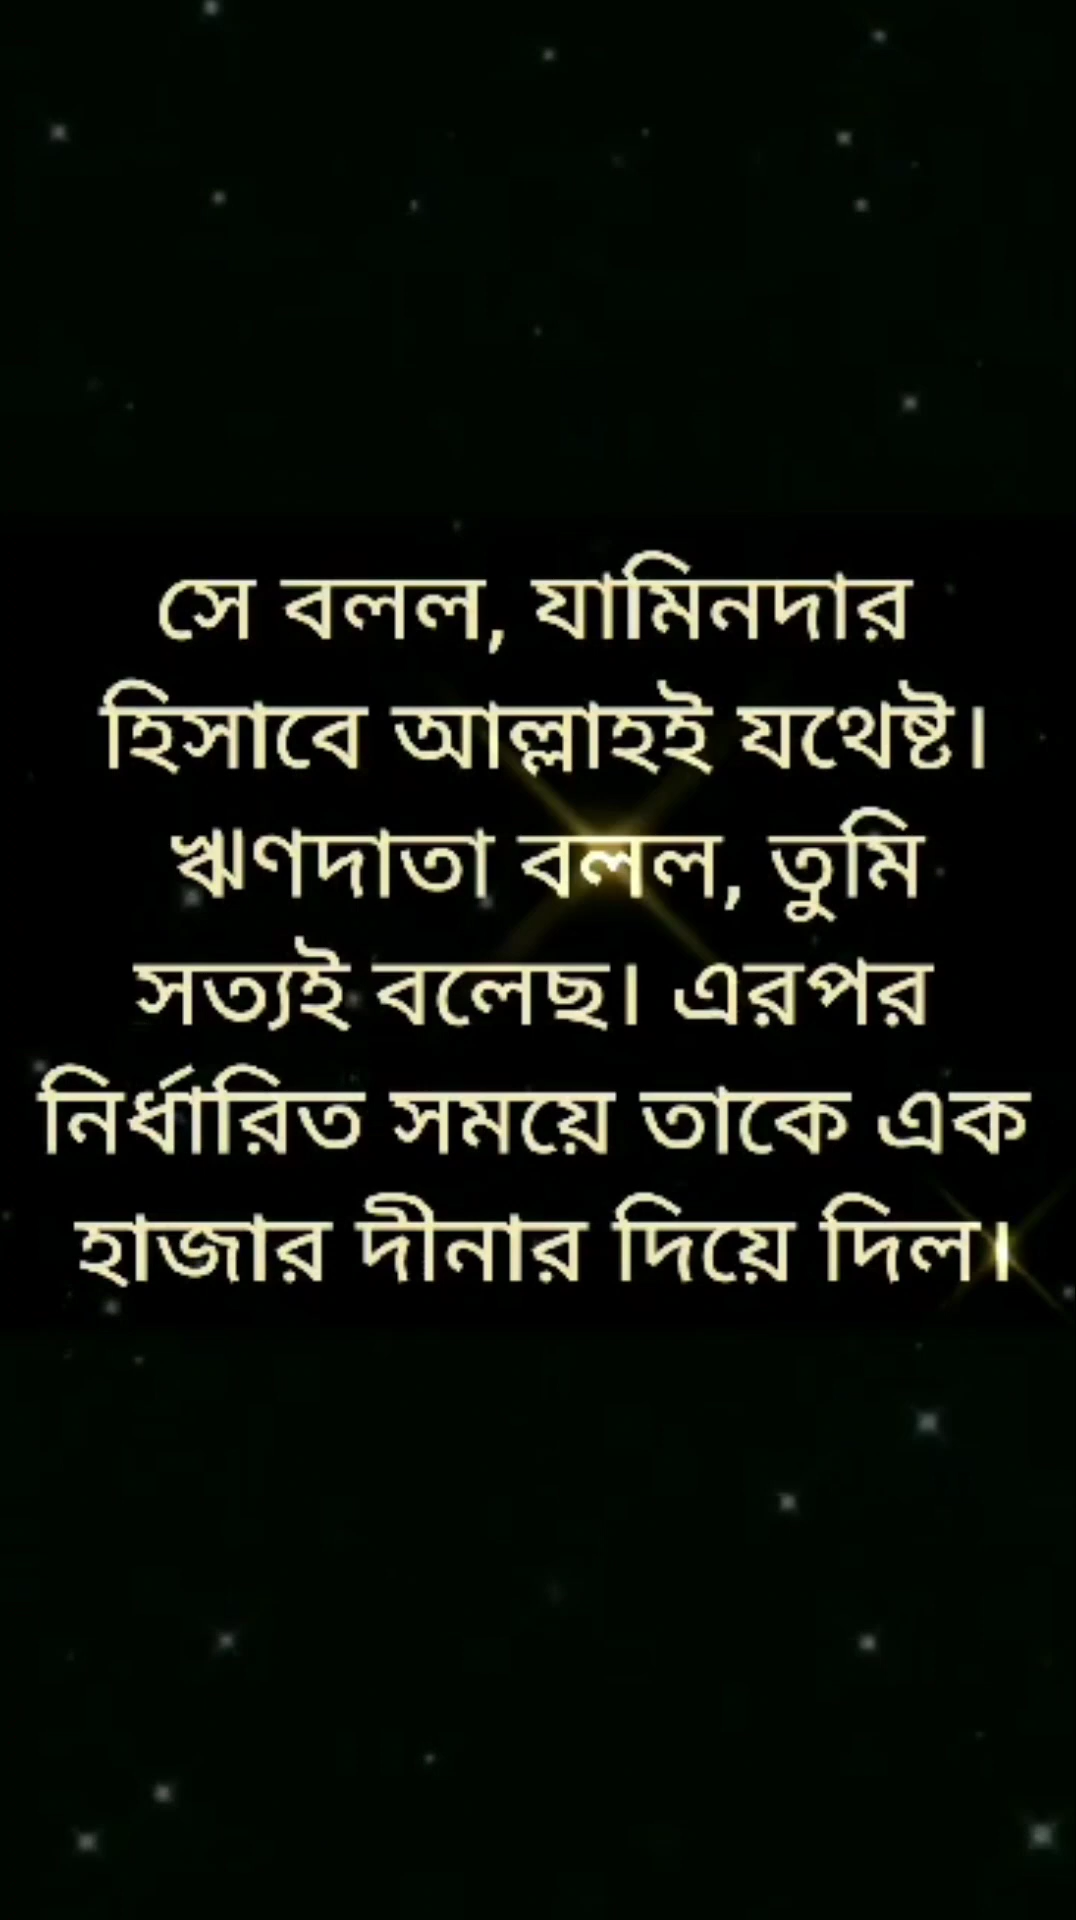 সে বলল, যামিনদার
হিসাবে আল্লাহই যথেষ্ট।
ঋণদাতা বলল, তুমি
সত্যই বলেছ। এরপর
নির্ধারিত সময়ে তাকে এক
হাজার দীনার দিয়ে দিল।